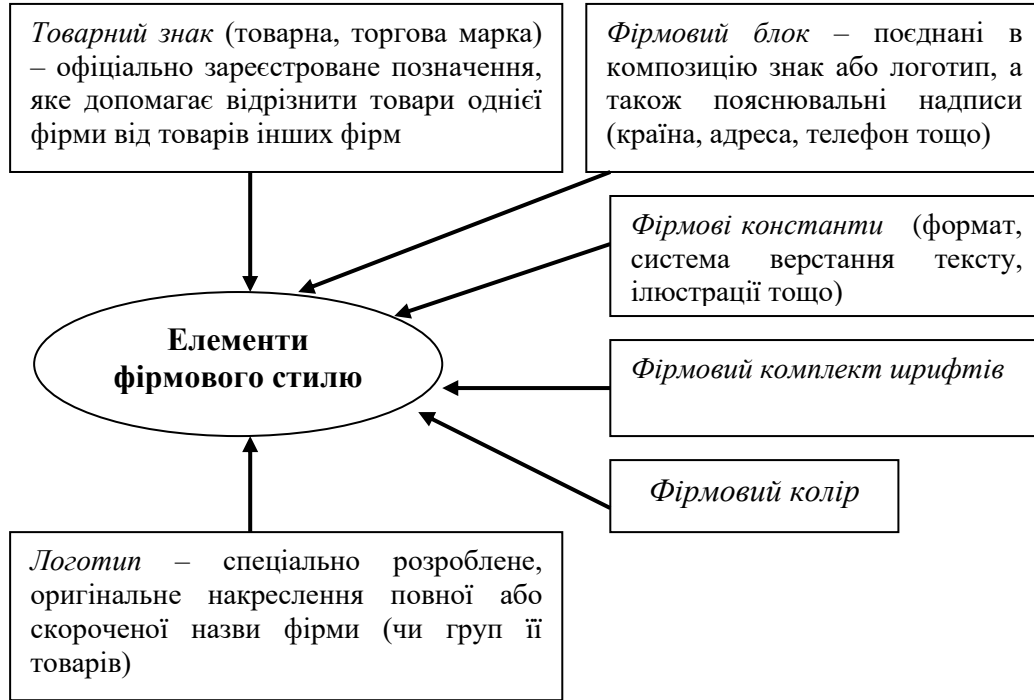 Товарний знак (товарна, торгова марка)
– офіціально зареєстроване позначення,
яке допомагає відрізнити товари однієї
фірми від товарів інших фірм
Фірмовий блок – поєднані в
композицію знак або логотип, а
також пояснювальні надписи
(країна, адреса, телефон тощо)
Фірмові константи (формат,
система верстання тексту,
ілюстрації тощо)
Елементи
фірмового стилю
Фірмовий комплект шрифтів
Фірмовий колір
Логотип – спеціально розроблене,
оригінальне накреслення повної або
скороченої назви фірми (чи груп її
товарів)